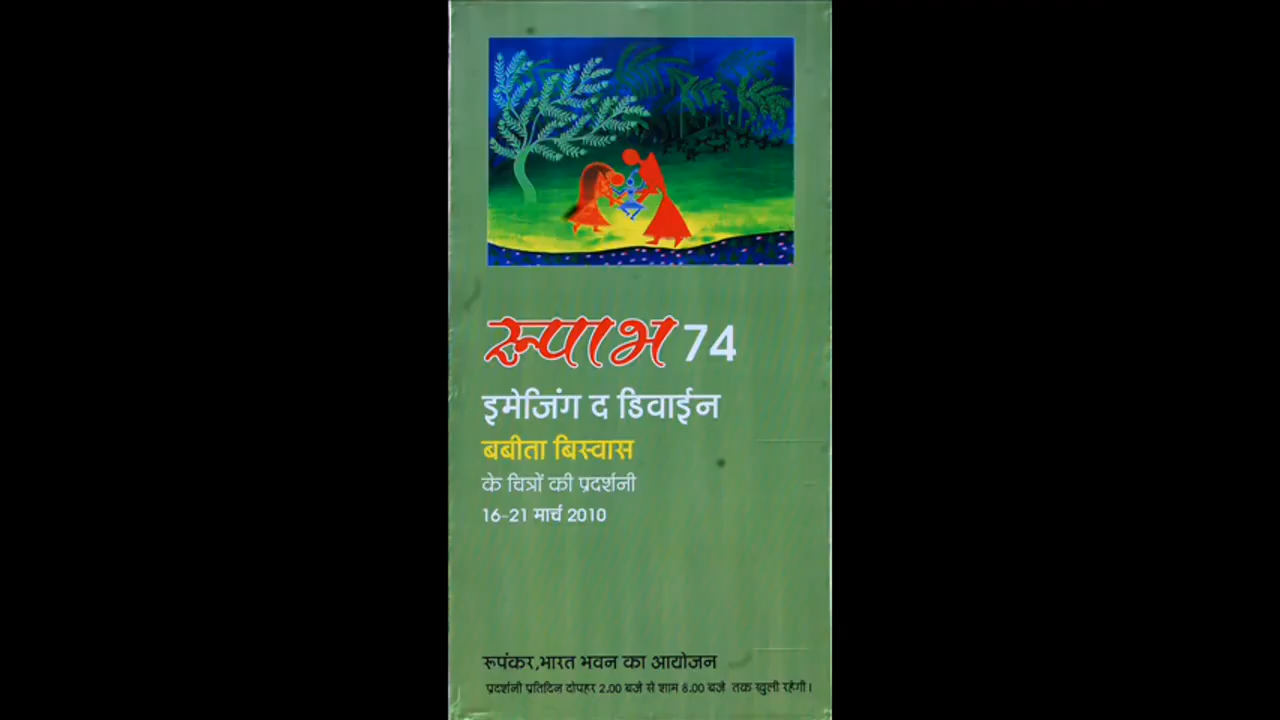 रूपाभ 74
इमेजिंग द डिवाईन
बबीता बिस्वास
के चित्रों की प्रदर्शनी
16-21 मार्च 2010
रूपंकर,भारत भवन का आयोजन
प्रदर्शनी प्रतिदिन दोपहर 2.00 बजे से शाम 8.00 बजे तक खुली रहेगी।